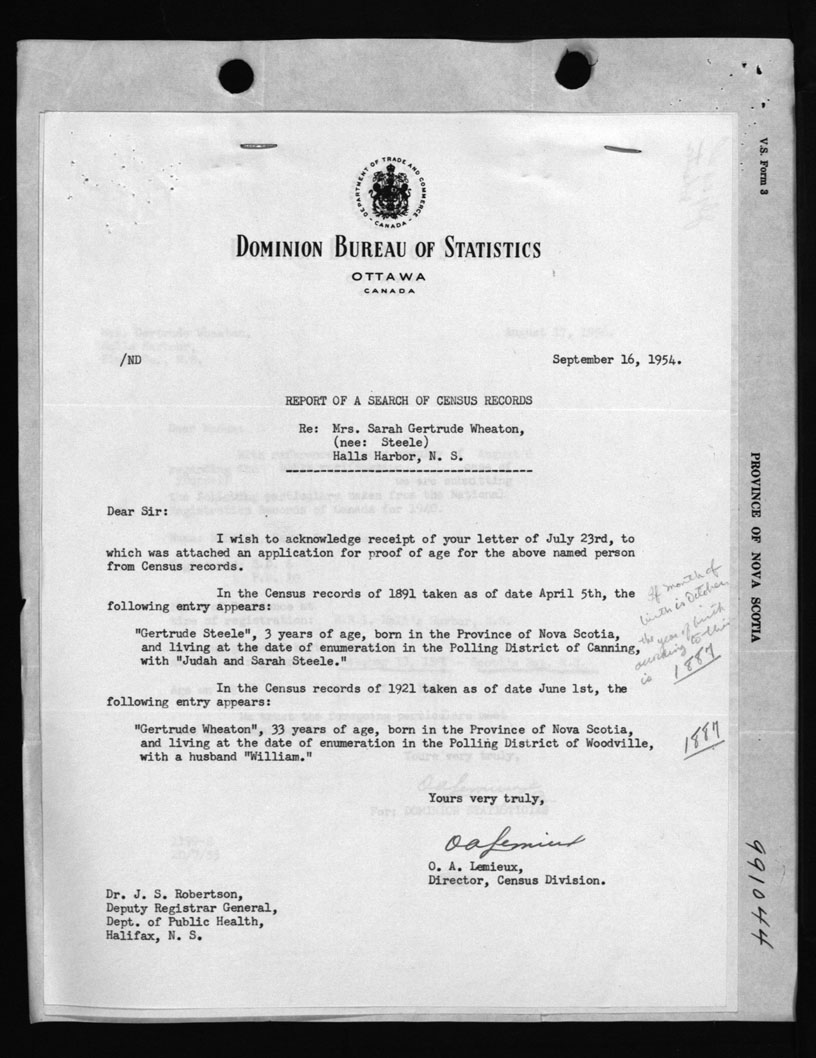 DEPARTMENT OF TRADE AND COMMERCE
- CANADA -
DOMINION BUREAU OF STATISTICS
OTTAWA
CANADA
/ND September 16, 1954.
REPORT OF A SEARCH OF CENSUS RECORDS
Re: Mrs. Sarah Gertrude Wheaton,
(nee: Steele)
Halls Harbor, N. S.
Dear Sir:
I wish to acknowledge receipt of your letter of July 23rd, to
which was attached an application for proof of age for the above named person
from Census records.
In the Census records of 1891 taken as of date April 5th, the
following entry appears:
"Gertrude Steele", 3 years of age, born in the Province of Nova Scotia,
and living at the date of enumeration in the Polling District of Canning,
with "Judah and Sarah Steele."
If month of
birth is October
the year of birth
according to this
is 1887
In the Census records of 1921 taken as of date June 1st, the
following entry appears:
"Gertrude Wheaton", 33 years of age, born in the Province of Nova Scotia,
and living at the date of enumeration in the Polling District of Woodville,
with a husband "William."
1887
Yours very truly,
OALemieux
O. A. Lemieux,
Director, Census Division.
Dr. J. S. Robertson,
Deputy Registrar General,
Dept. of Public Health,
Halifax, N. S.
V.S. Form 3
PROVINCE OF NOVA SCOTIA
991044